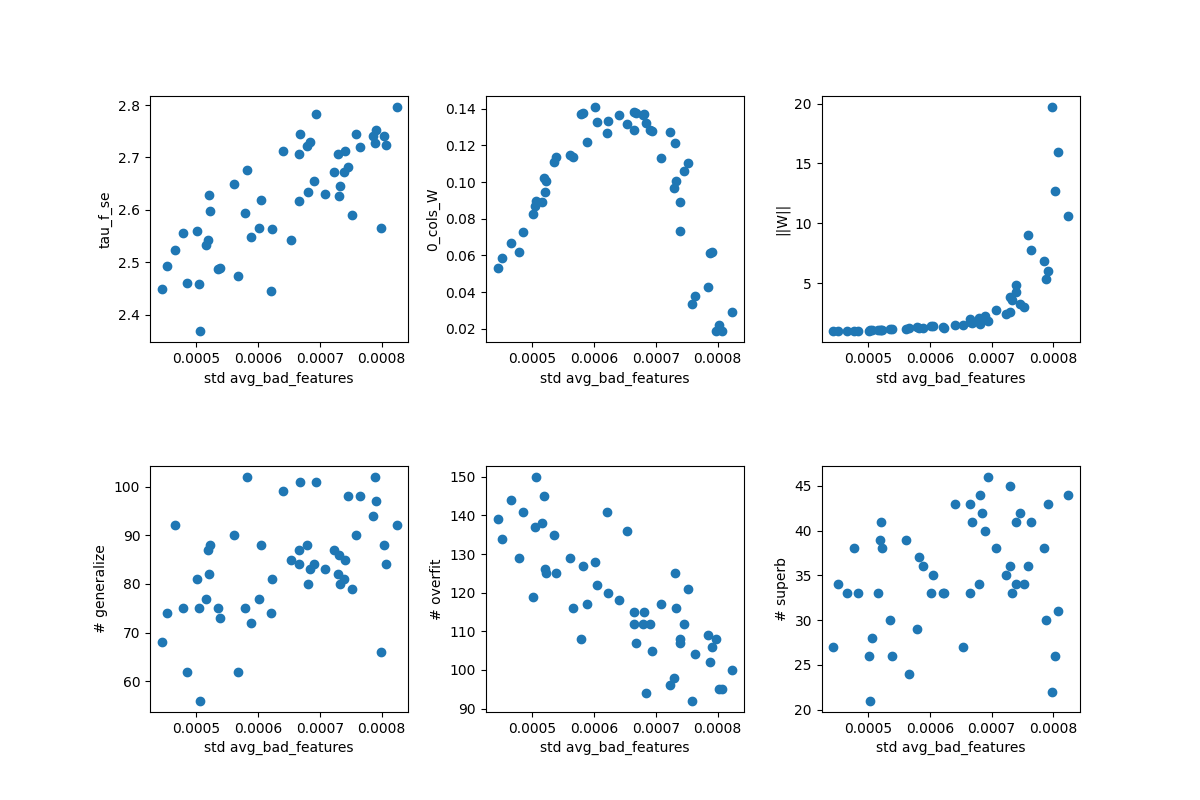 2.8
2.7
2.6
2.5
2.4
tau_f_se
0.0005 0.0006 0.0007 0.0008
std avg_bad_features
0.14
0.12
0.10
0.08
0.06
0.04
0.02
0_cols_W
0.0005 0.0006 0.0007 0.0008
std avg_bad_features
20
15
10
5
||W||
0.0005 0.0006 0.0007 0.0008
std avg_bad_features
100
90
80
70
60
# generalize
0.0005 0.0006 0.0007 0.0008
std avg_bad_features
150
140
130
120
110
100
90
# overfit
0.0005 0.0006 0.0007 0.0008
std avg_bad_features
45
40
35
30
25
20
# superb
0.0005 0.0006 0.0007 0.0008
std avg_bad_features